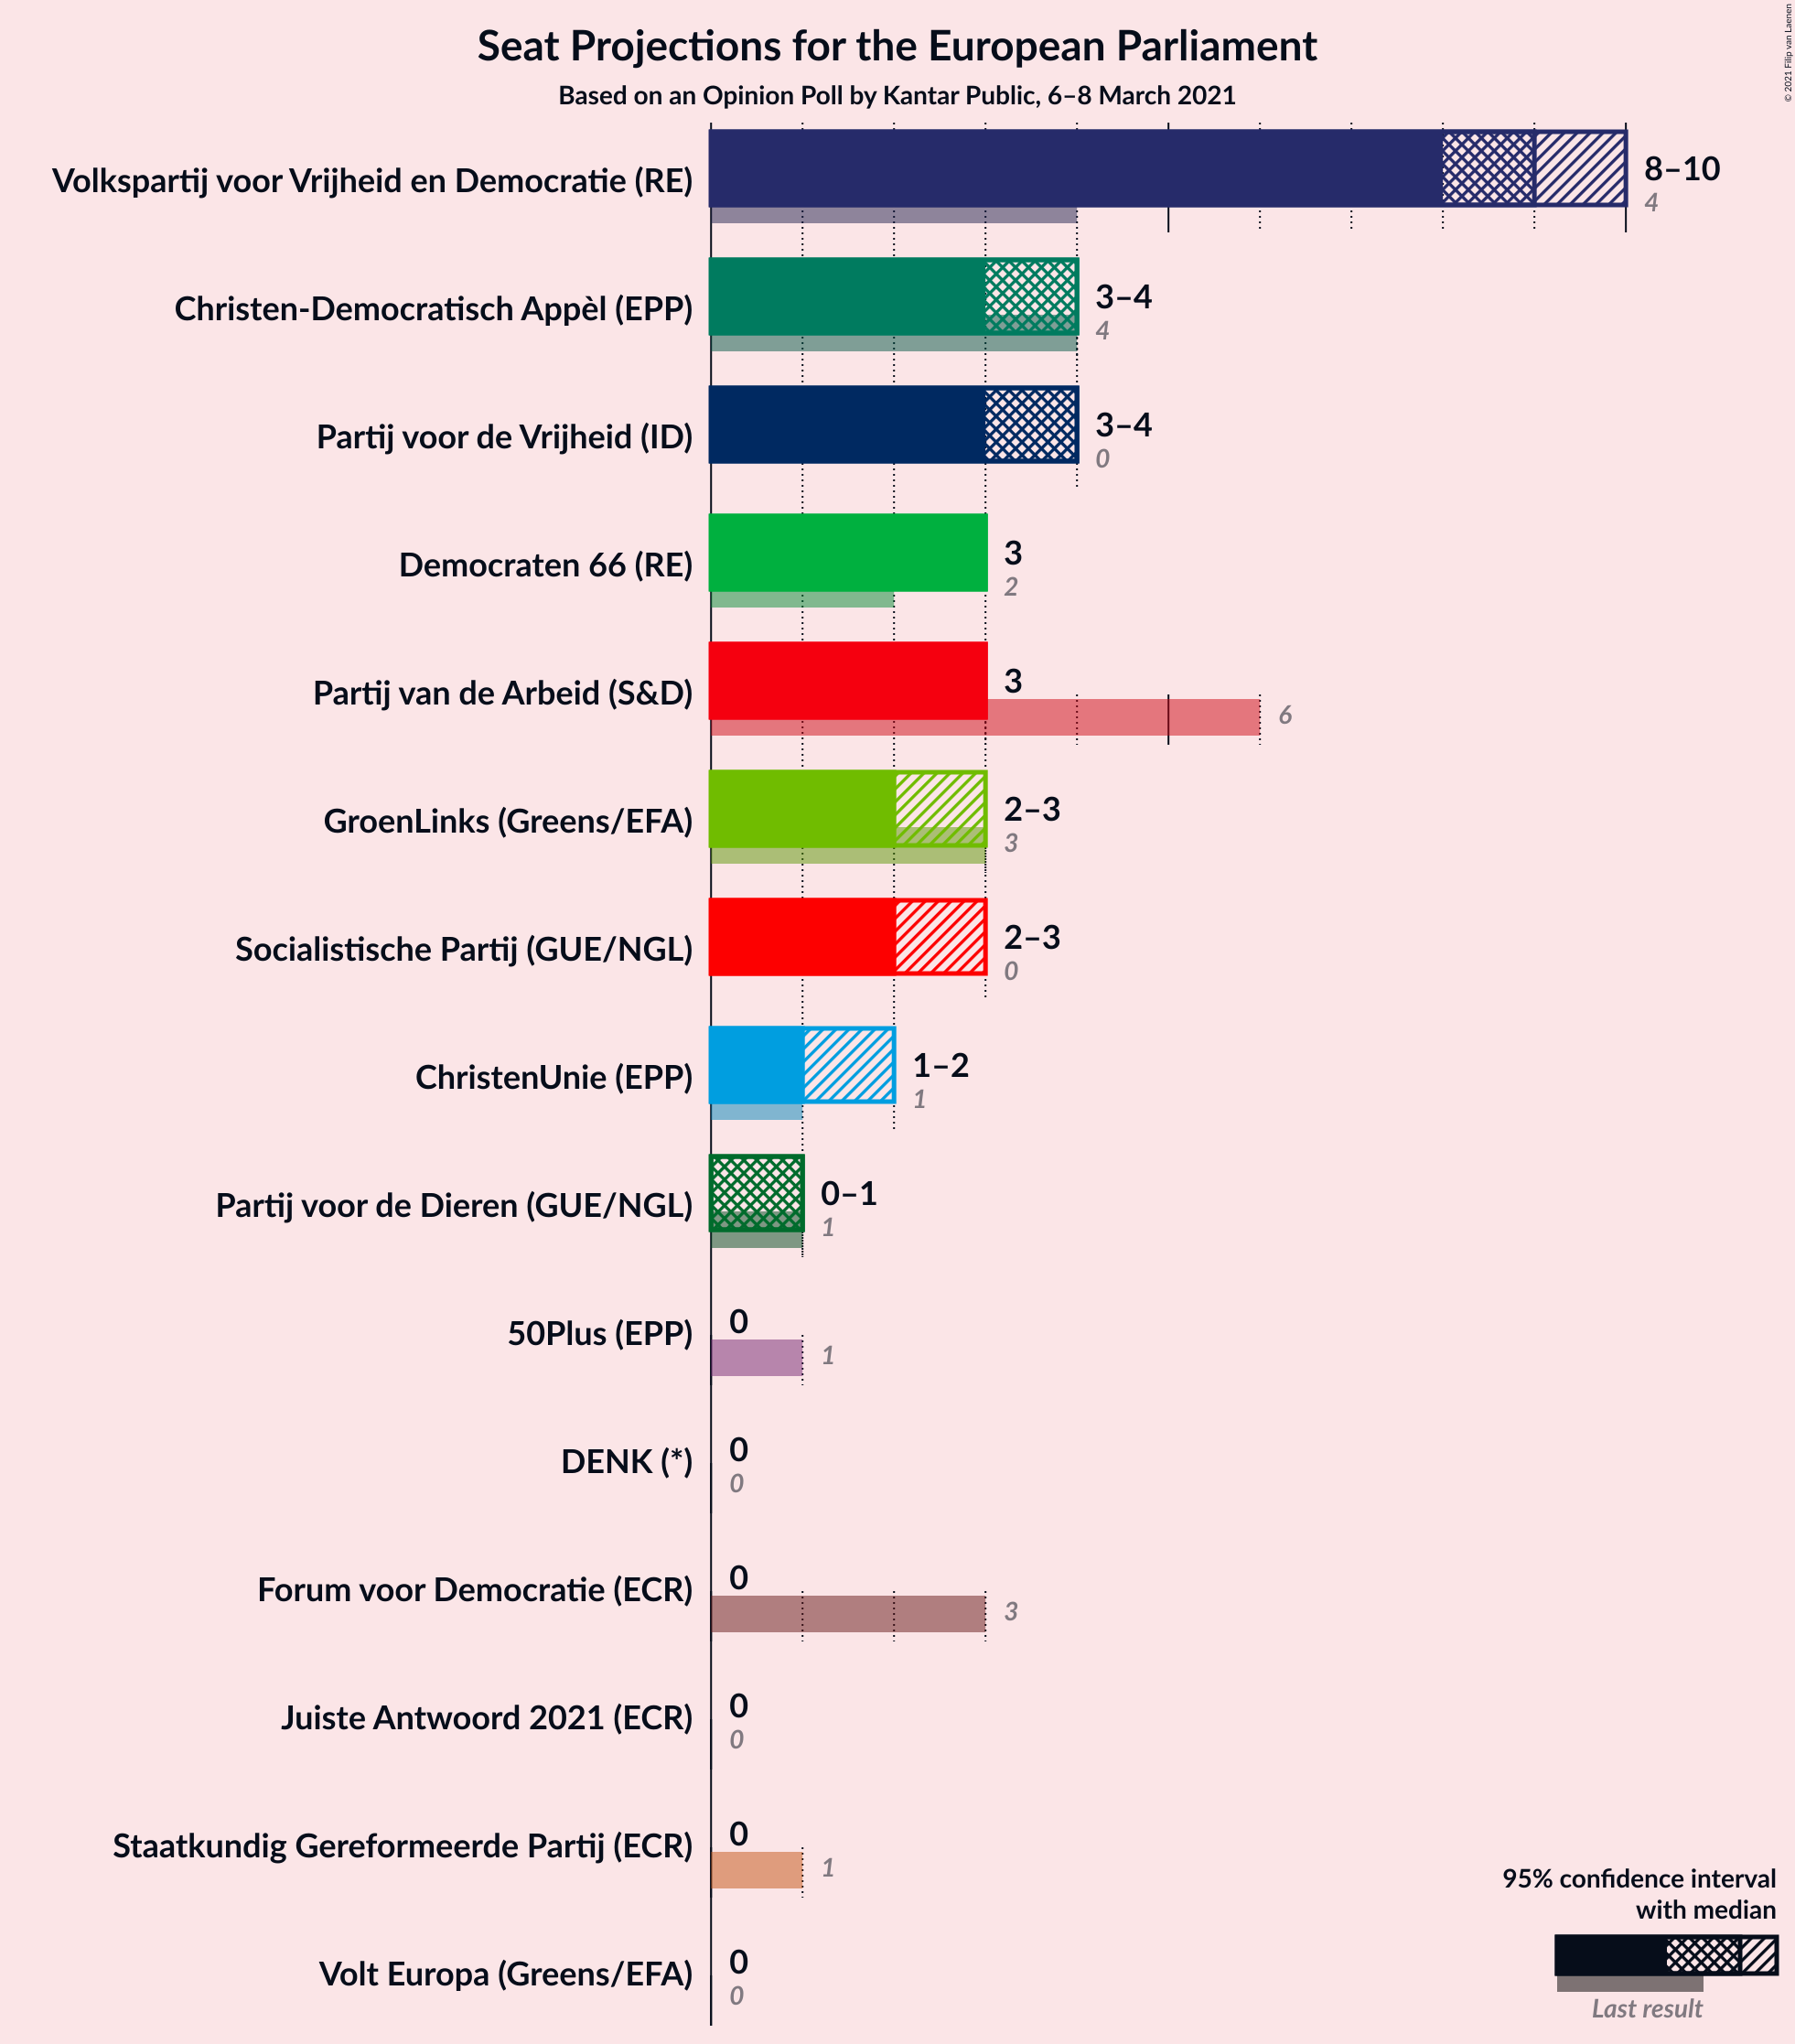 Seat Projections for the European Parliament
Based on an Opinion Poll by Kantar Public, 6–8 March 2021
© 2021 Filip van Laenen
Volkspartij voor Vrijheid en Democratie (RE)
8–10
4
Christen-Democratisch Appèl (EPP)
3–4
4
Partij voor de Vrijheid (ID)
3–4
0
Democraten 66 (RE)
3
2
Partij van de Arbeid (S&D)
3
6
GroenLinks (Greens/EFA)
2–3
3
Socialistische Partij (GUE/NGL)
2–3
0
ChristenUnie (EPP)
1–2
1
Partij voor de Dieren (GUE/NGL)
0–1
1
50Plus (EPP)
0
1
DENK (*)
0
0
Forum voor Democratie (ECR)
0
3
Juiste Antwoord 2021 (ECR)
0
0
Staatkundig Gereformeerde Partij (ECR)
0
1
Volt Europa (Greens/EFA)
0
0
95% confidence interval
with median
Last result